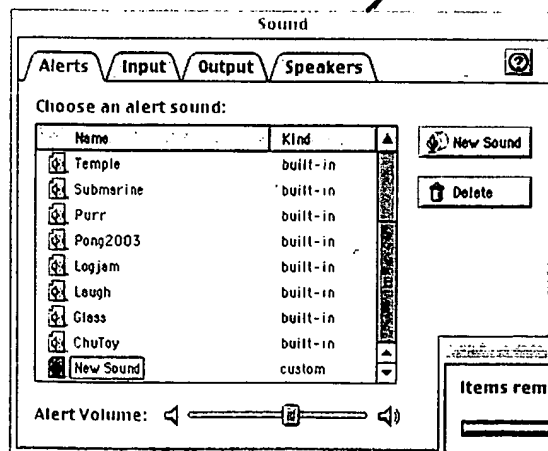 Sound
Alerts Input Output Speakers
Choose an alert sound:
Name Kind
Temple built-in
Submarine built-in
Purr built-in
Pong2003 built-in
Logjam built-in
Laugh built-in
Glass built-in
ChuToy built-in
New Sound custom
New Sound
Delete
Alert Volume:
Items rem